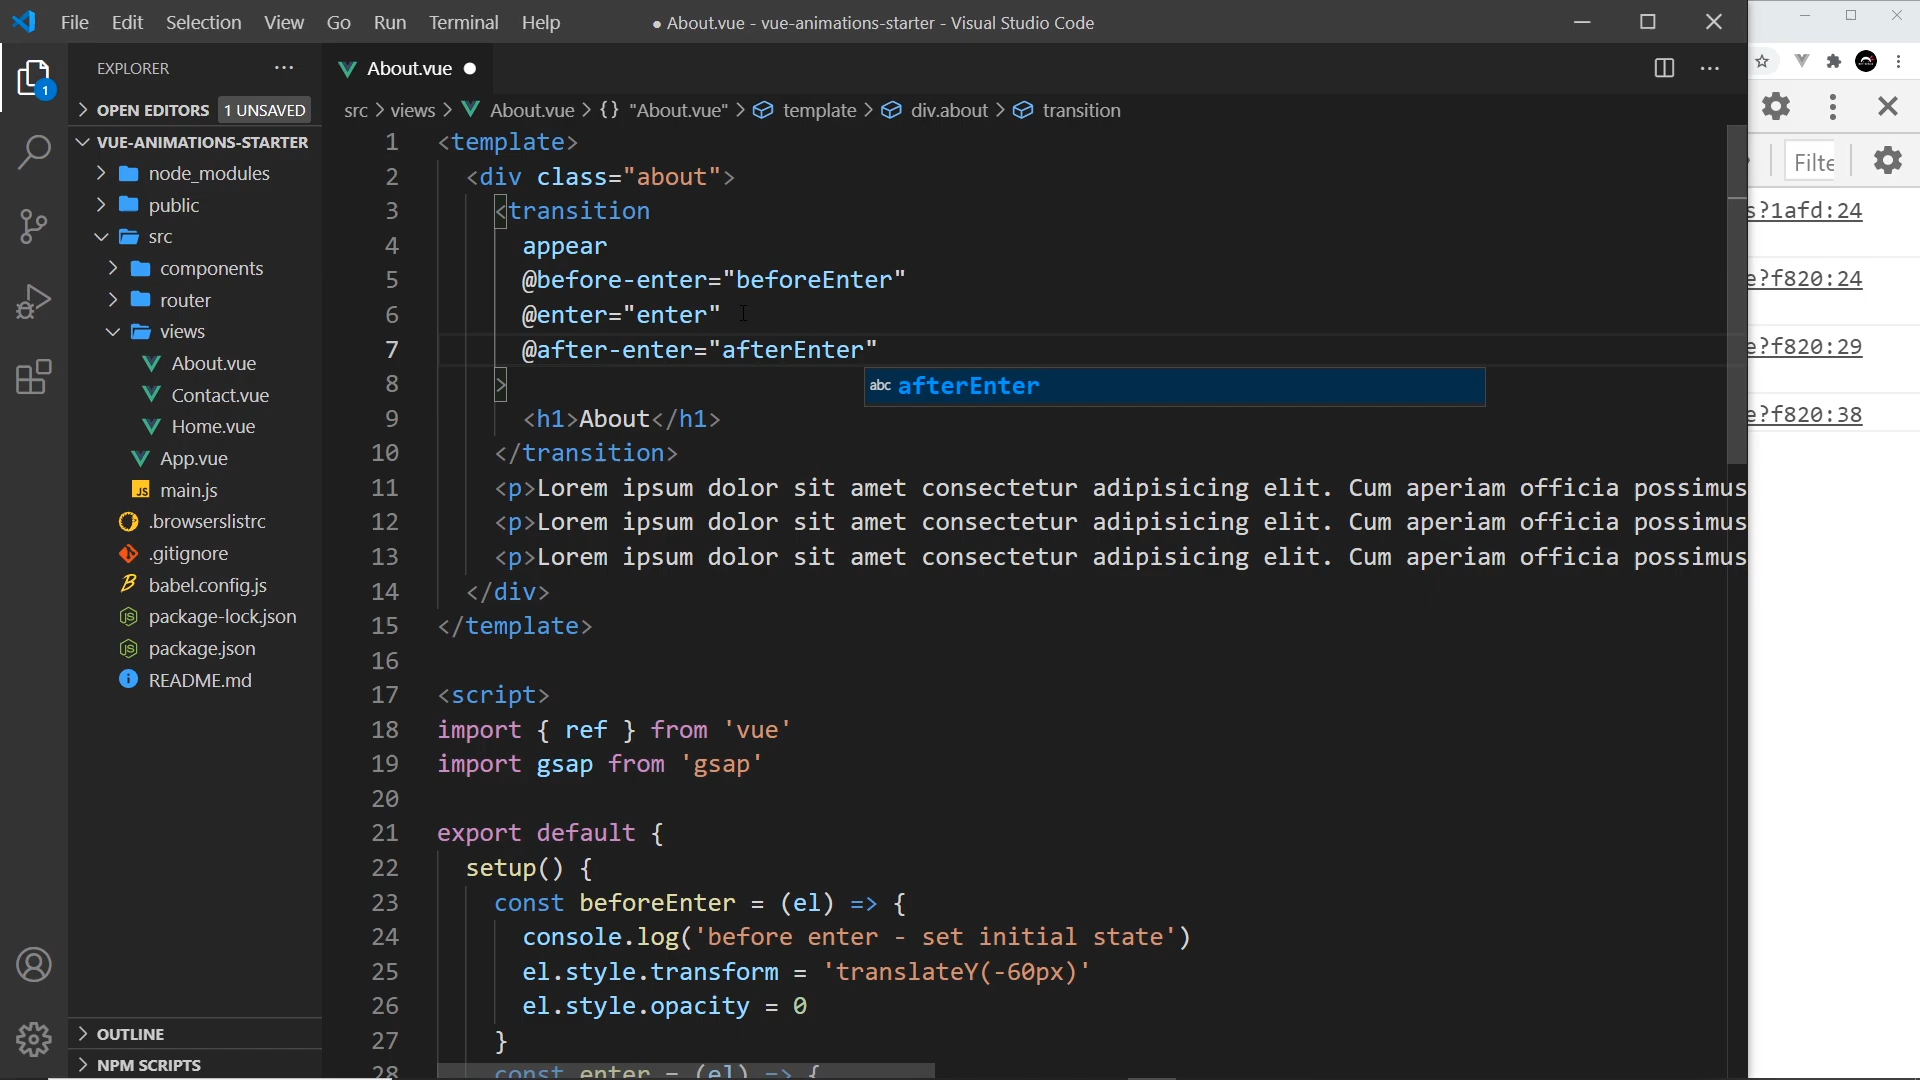 File Edit Selection View Go Run Terminal Help
● About.vue - vue-animations-starter - Visual Studio Code
EXPLORER
OPEN EDITORS 1 UNSAVED
VUE-ANIMATIONS-STARTER
node_modules
public
src
components
router
views
About.vue
Contact.vue
Home.vue
App.vue
main.js
.browserslistrc
.gitignore
babel.config.js
package-lock.json
package.json
README.md
OUTLINE
NPM SCRIPTS
1
About.vue
src > views > About.vue > {} "About.vue" > template > div.about > transition
1 <template>
2 <div class="about">
3 <transition
4 appear
5 @before-enter="beforeEnter"
6 @enter="enter"
7 @after-enter="afterEnter"
abc afterEnter
8 >
9 <h1>About</h1>
10 </transition>
11 <p>Lorem ipsum dolor sit amet consectetur adipisicing elit. Cum aperiam officia possimus
12 <p>Lorem ipsum dolor sit amet consectetur adipisicing elit. Cum aperiam officia possimus
13 <p>Lorem ipsum dolor sit amet consectetur adipisicing elit. Cum aperiam officia possimus
14 </div>
15 </template>
16
17 <script>
18 import { ref } from 'vue'
19 import gsap from 'gsap'
20
21 export default {
22 setup() {
23 const beforeEnter = (el) => {
24 console.log('before enter - set initial state')
25 el.style.transform = 'translateY(-60px)'
26 el.style.opacity = 0
27 }
28 const enter = (el) => {
Filte
s?1afd:24
e?f820:24
e?f820:29
e?f820:38